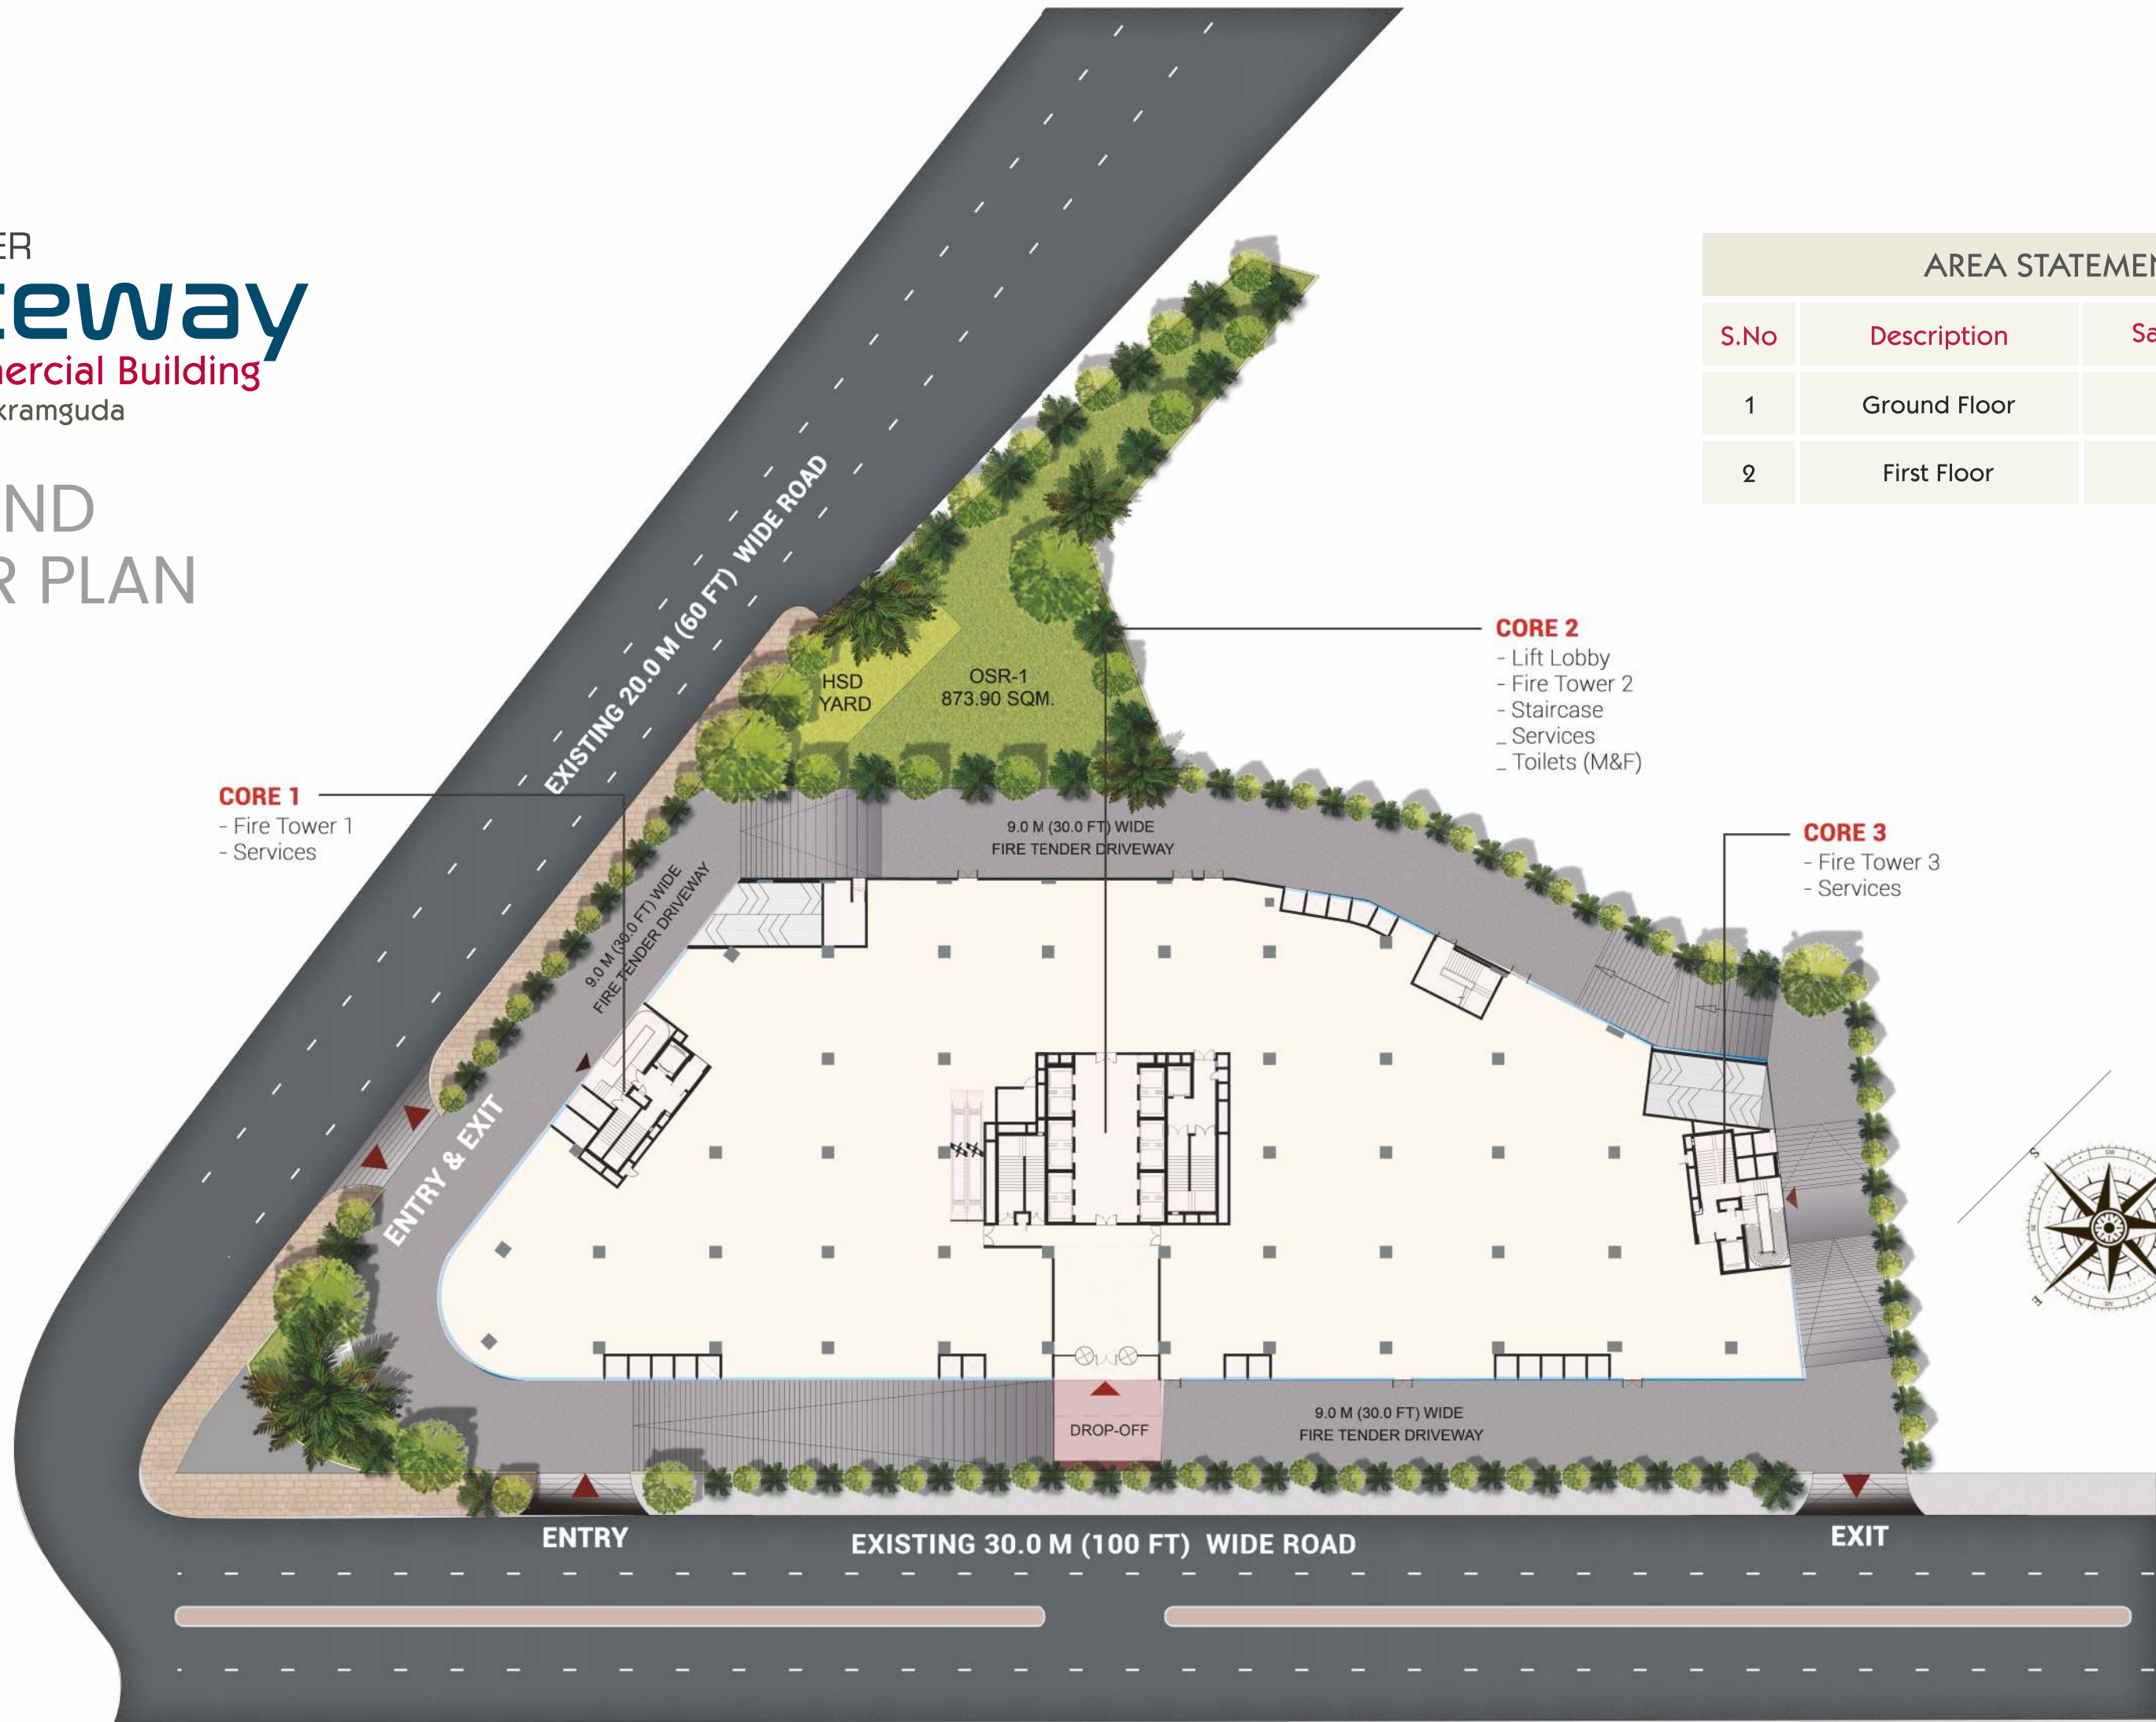 ER
teway
mercial Building
kramguda
ND
R PLAN
AREA STATEMEN
S.No Description Sa
1 Ground Floor
2 First Floor
EXISTING 20.0 M (60 FT) WIDE ROAD
HSD
YARD
OSR-1
873.90 SQM.
CORE 2
- Lift Lobby
- Fire Tower 2
- Staircase
_ Services
_ Toilets (M&F)
CORE 1
- Fire Tower 1
- Services
9.0 M (30.0 FT) WIDE
FIRE TENDER DRIVEWAY
CORE 3
- Fire Tower 3
- Services
9.0 M (30.0 FT) WIDE
FIRE TENDER DRIVEWAY
ENTRY & EXIT
S
SW
SE
E
NE
DROP-OFF
9.0 M (30.0 FT) WIDE
FIRE TENDER DRIVEWAY
ENTRY
EXISTING 30.0 M (100 FT) WIDE ROAD
EXIT